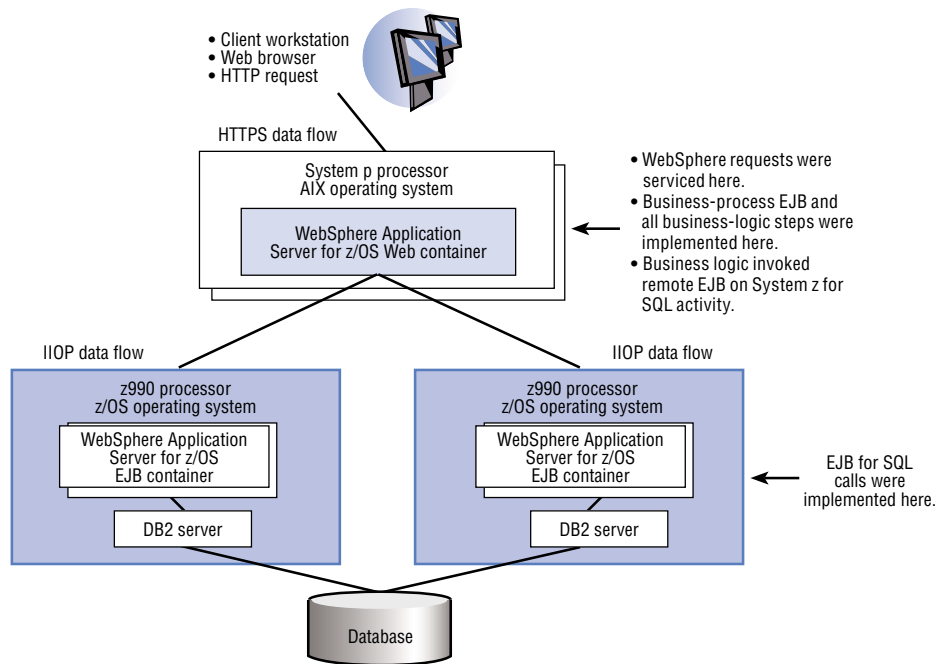 • Client workstation
• Web browser
• HTTP request
HTTPS data flow
System p processor
AIX operating system
WebSphere Application
Server for z/OS Web container
• WebSphere requests were
serviced here.
• Business-process EJB and
all business-logic steps were
implemented here.
• Business logic invoked
remote EJB on System z for
SQL activity.
IIOP data flow
z990 processor
z/OS operating system
WebSphere Application
Server for z/OS
EJB container
DB2 server
IIOP data flow
z990 processor
z/OS operating system
WebSphere Application
Server for z/OS
EJB container
DB2 server
EJB for SQL
calls were
implemented here.
Database